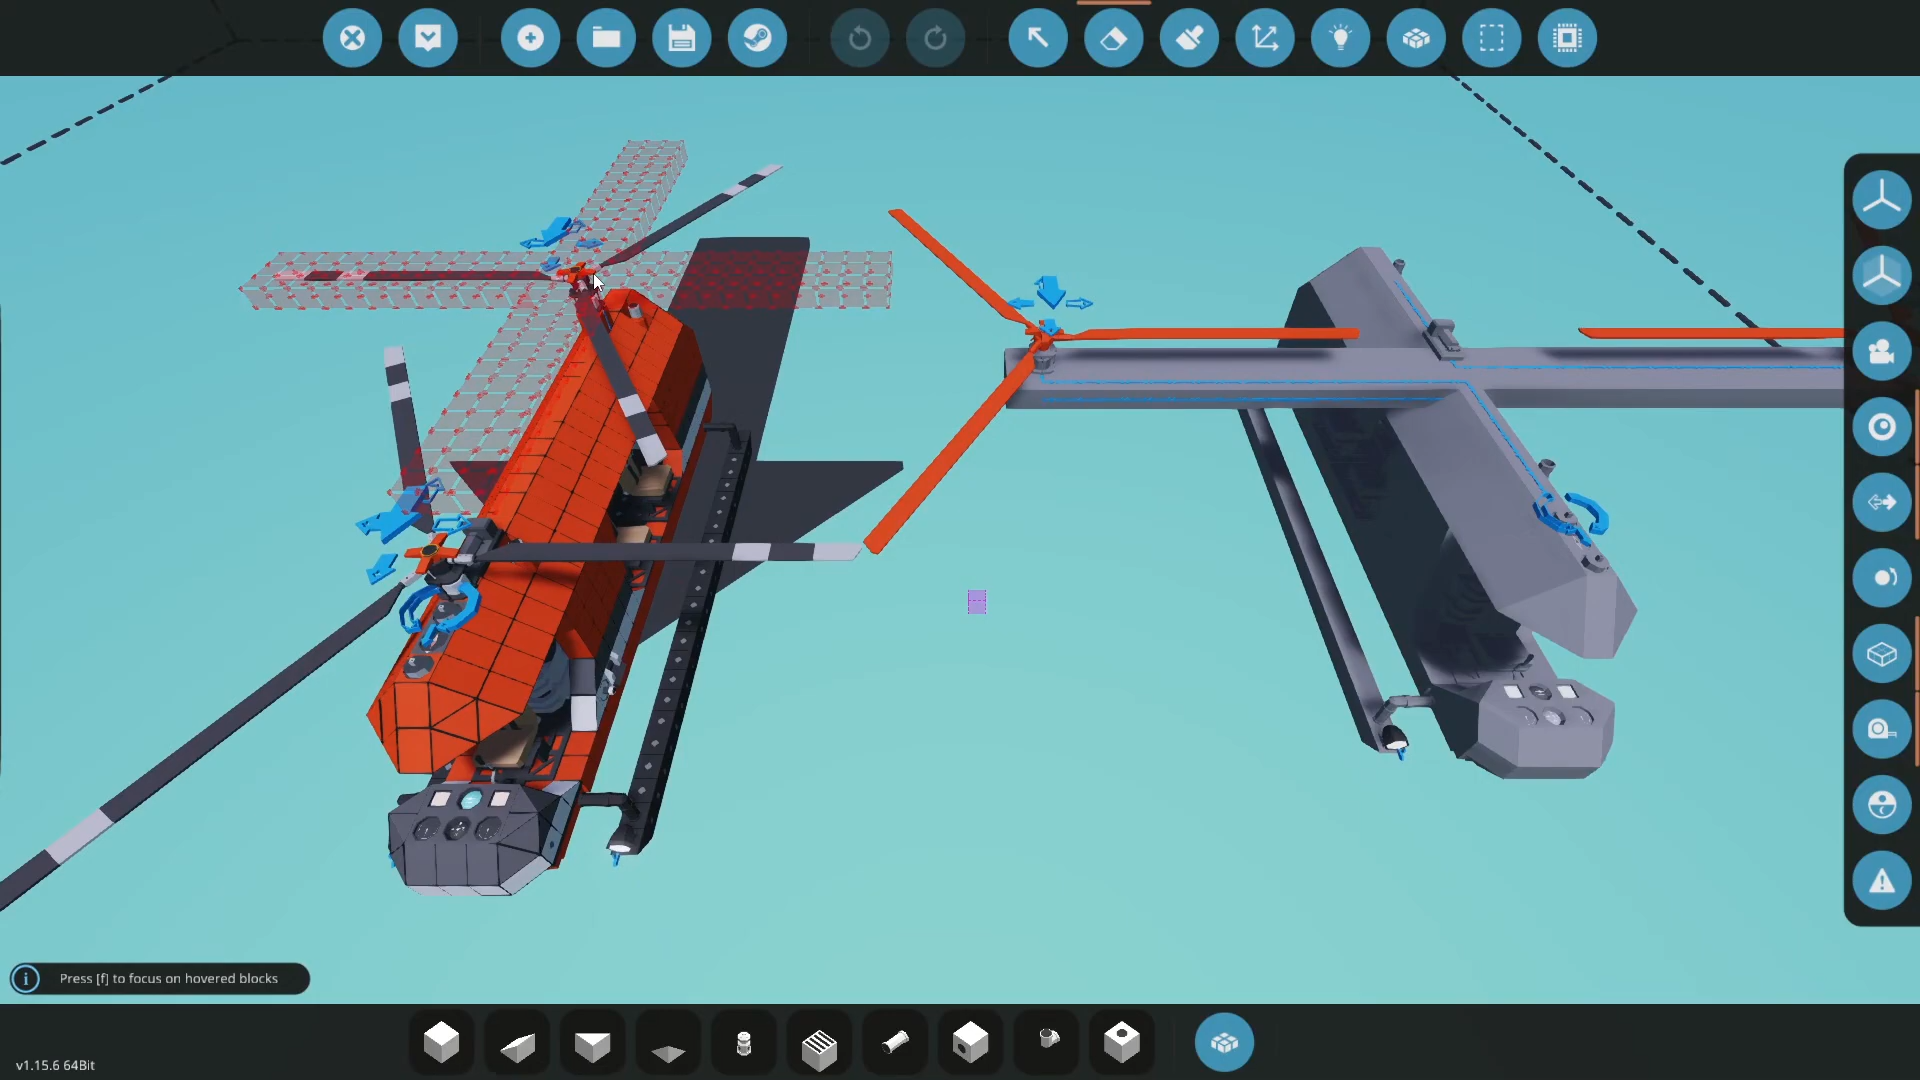 Press [f] to focus on hovered blocks
v1.15.6 64Bit